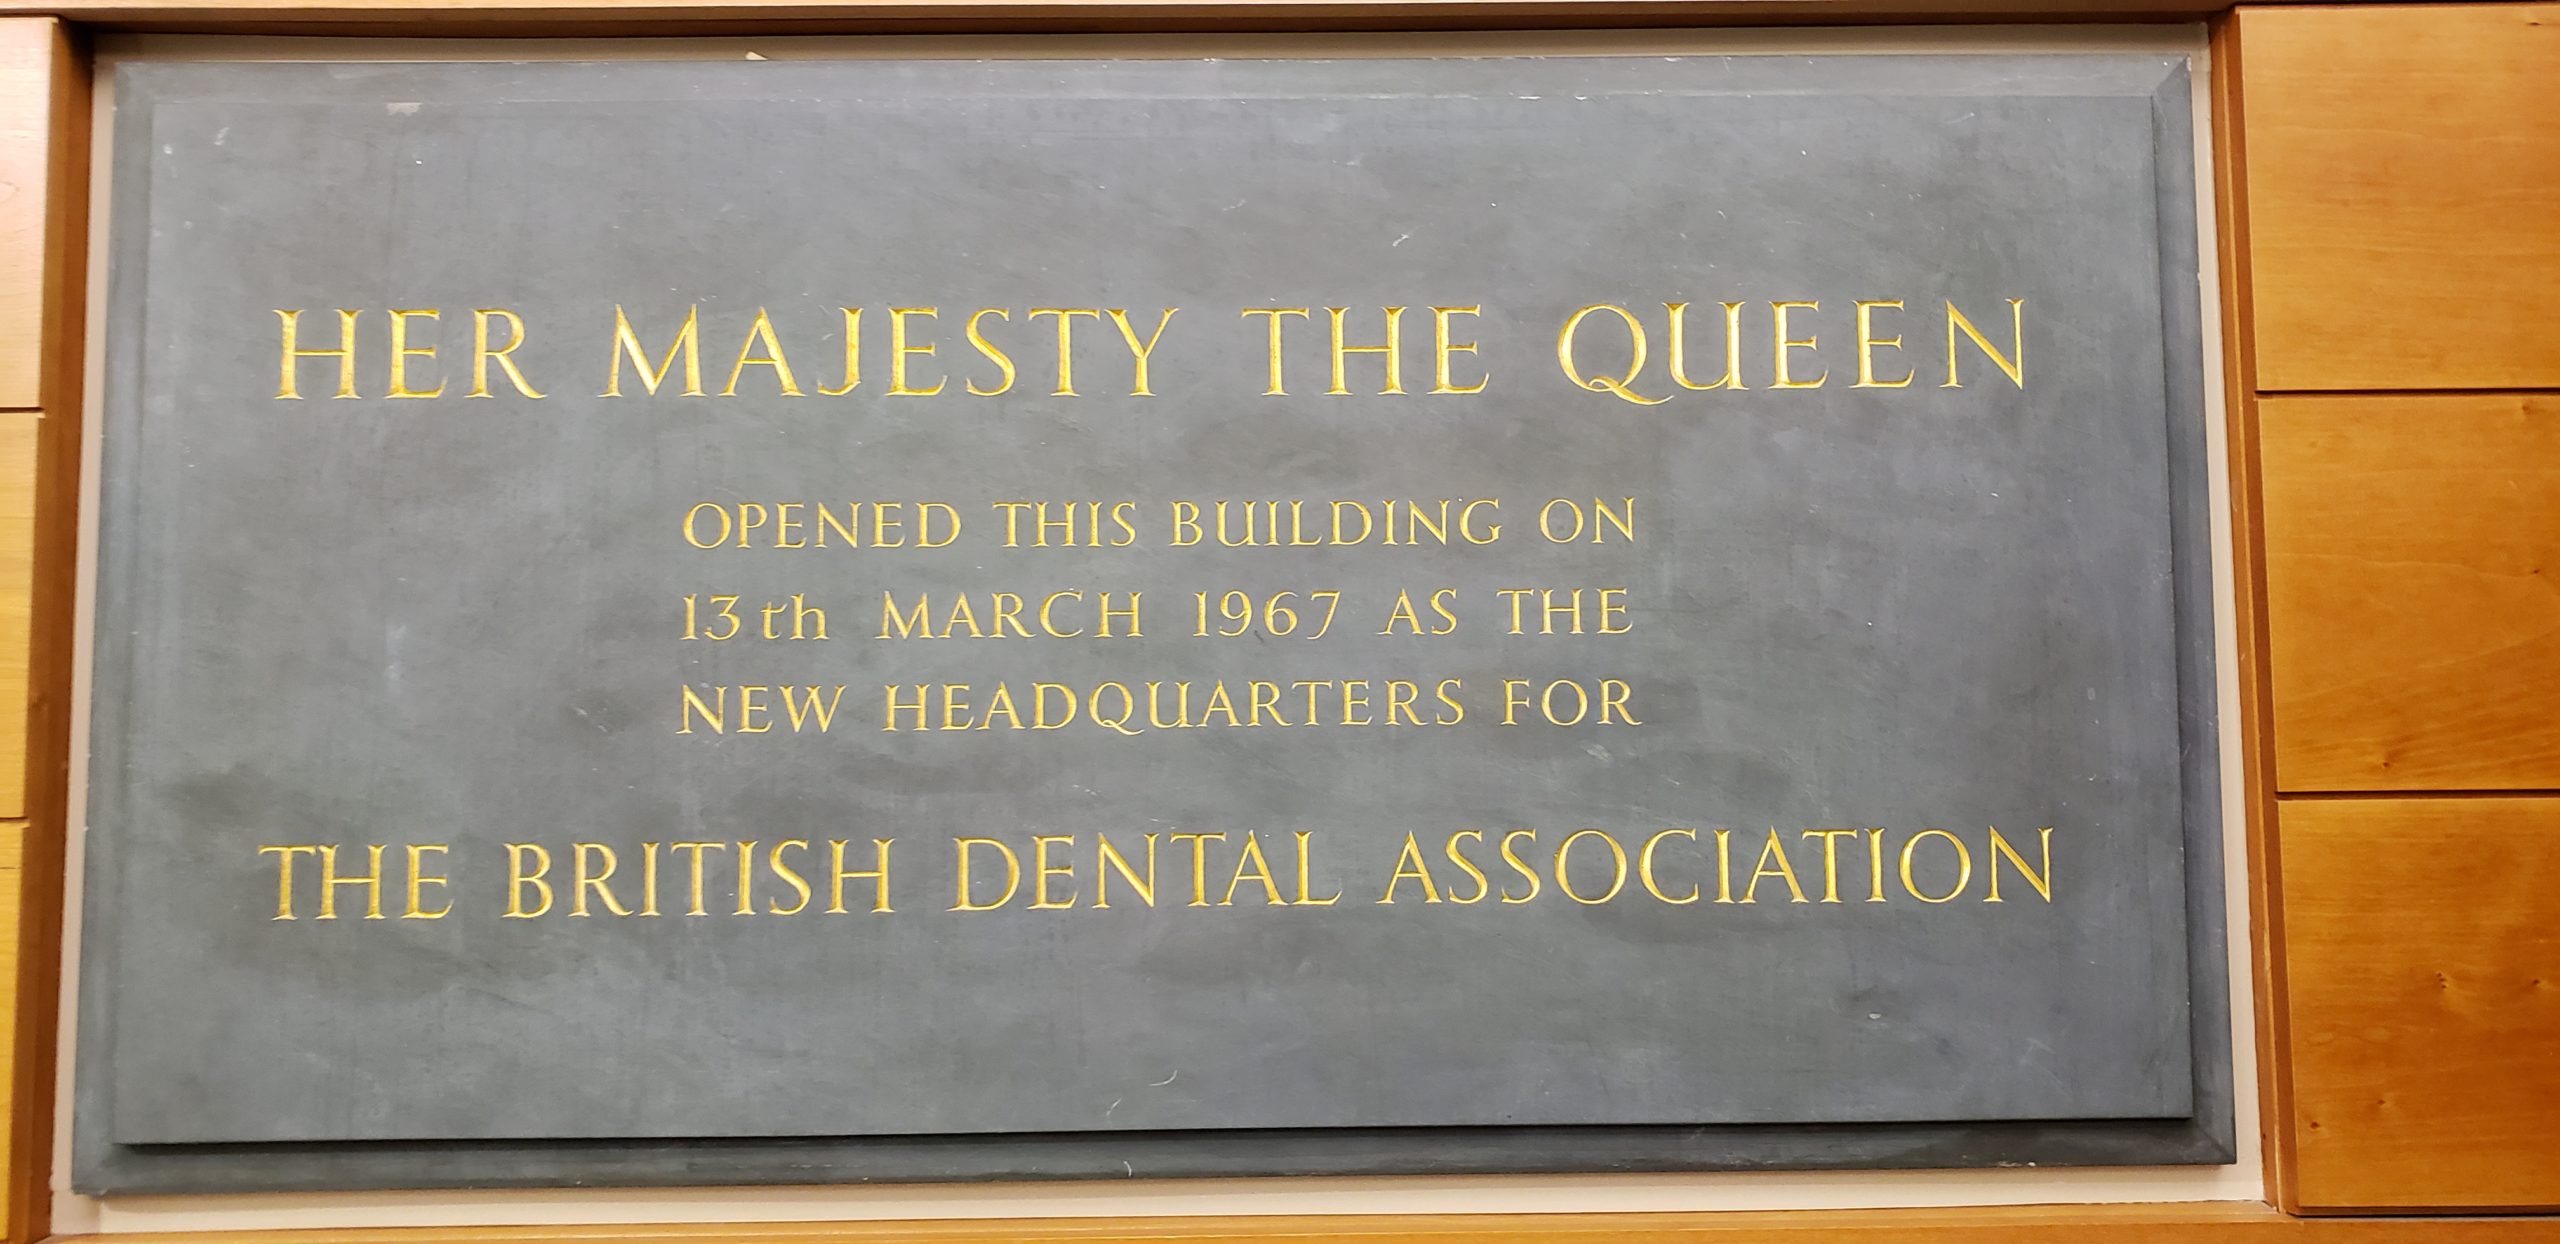 HER MAJESTY THE QUEEN
OPENED THIS BUILDING ON
13th MARCH 1967 AS THE
NEW HEADQUARTERS FOR
THE BRITISH DENTAL ASSOCIATION